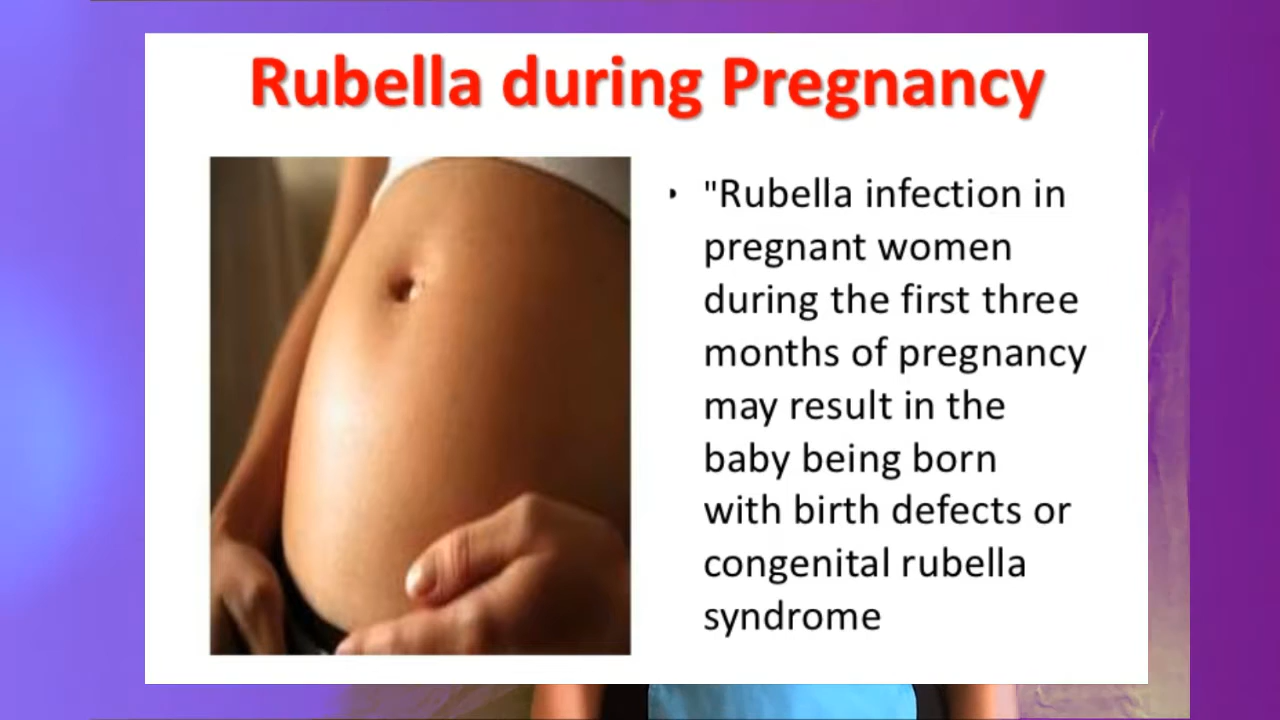 Rubella during Pregnancy
"Rubella infection in
pregnant women
during the first three
months of pregnancy
may result in the
baby being born
with birth defects or
congenital rubella
syndrome